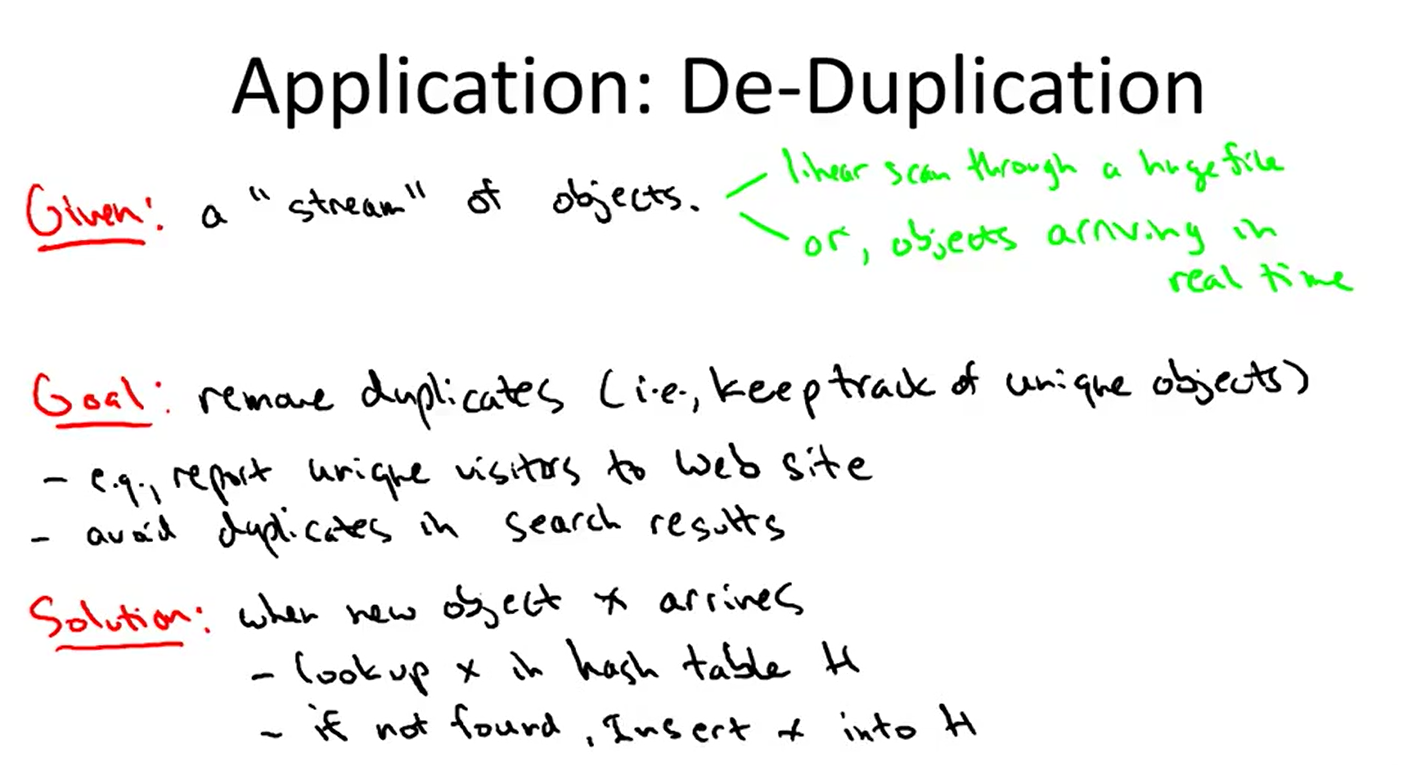 Application: De-Duplication
Given: a "stream" of objects.
linear scan through a huge file
or, objects arriving in
real time
Goal: remove duplicates (i.e., keep track of unique objects)
- e.g., report unique visitors to web site
- avoid duplicates in search results
Solution: when new object x arrives
- lookup x in hash table H
- if not found, Insert x into H